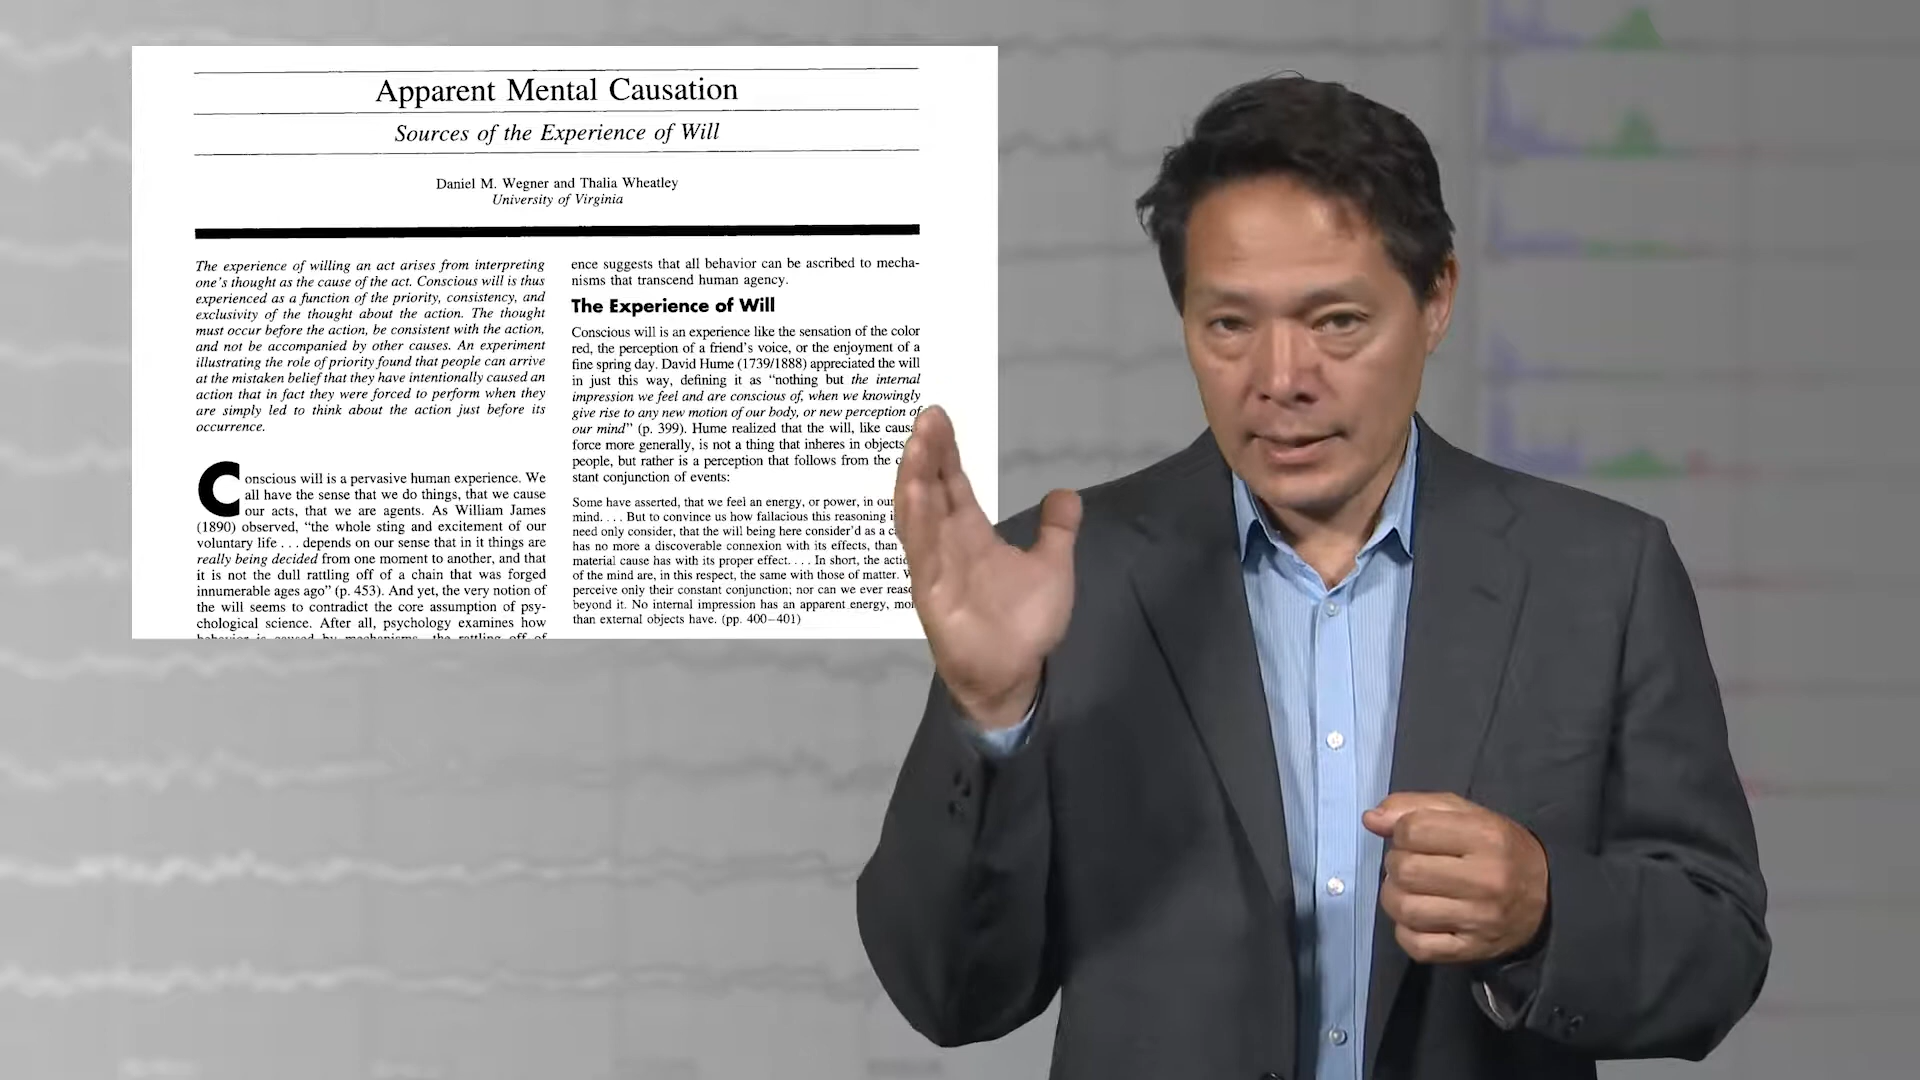 Apparent Mental Causation
Sources of the Experience of Will
Daniel M. Wegner and Thalia Wheatley
University of Virginia
The experience of willing an act arises from interpreting
one's thought as the cause of the act. Conscious will is thus
experienced as a function of the priority, consistency, and
exclusivity of the thought about the action. The thought
must occur before the action, be consistent with the action,
and not be accompanied by other causes. An experiment
illustrating the role of priority found that people can arrive
at the mistaken belief that they have intentionally caused an
action that in fact they were forced to perform when they
are simply led to think about the action just before its
occurrence.
Conscious will is a pervasive human experience. We
all have the sense that we do things, that we cause
our acts, that we are agents. As William James
(1890) observed, "the whole sting and excitement of our
voluntary life . . . depends on our sense that in it things are
really being decided from one moment to another, and that
it is not the dull rattling off of a chain that was forged
innumerable ages ago" (p. 453). And yet, the very notion of
the will seems to contradict the core assumption of psy-
chological science. After all, psychology examines how
behavior is caused by mechanisms—the rattling off of
ence suggests that all behavior can be ascribed to mecha-
nisms that transcend human agency.
The Experience of Will
Conscious will is an experience like the sensation of the color
red, the perception of a friend's voice, or the enjoyment of a
fine spring day. David Hume (1739/1888) appreciated the will
in just this way, defining it as "nothing but the internal
impression we feel and are conscious of, when we knowingly
give rise to any new motion of our body, or new perception of
our mind" (p. 399). Hume realized that the will, like
force more generally, is not a thing that inheres in objects
people, but rather is a perception that follows from the
stant conjunction of events:
Some have asserted, that we feel an energy, or power, in our
mind. . . . But to convince us how fallacious this reasoning
need only consider, that the will being here consider'd as a
has no more a discoverable connexion with its effects, than
material cause has with its proper effect. . . . In short, the
of the mind are, in this respect, the same with those of matter.
perceive only their constant conjunction; nor can we ever
beyond it. No internal impression has an apparent energy,
than external objects have. (pp. 400–401)